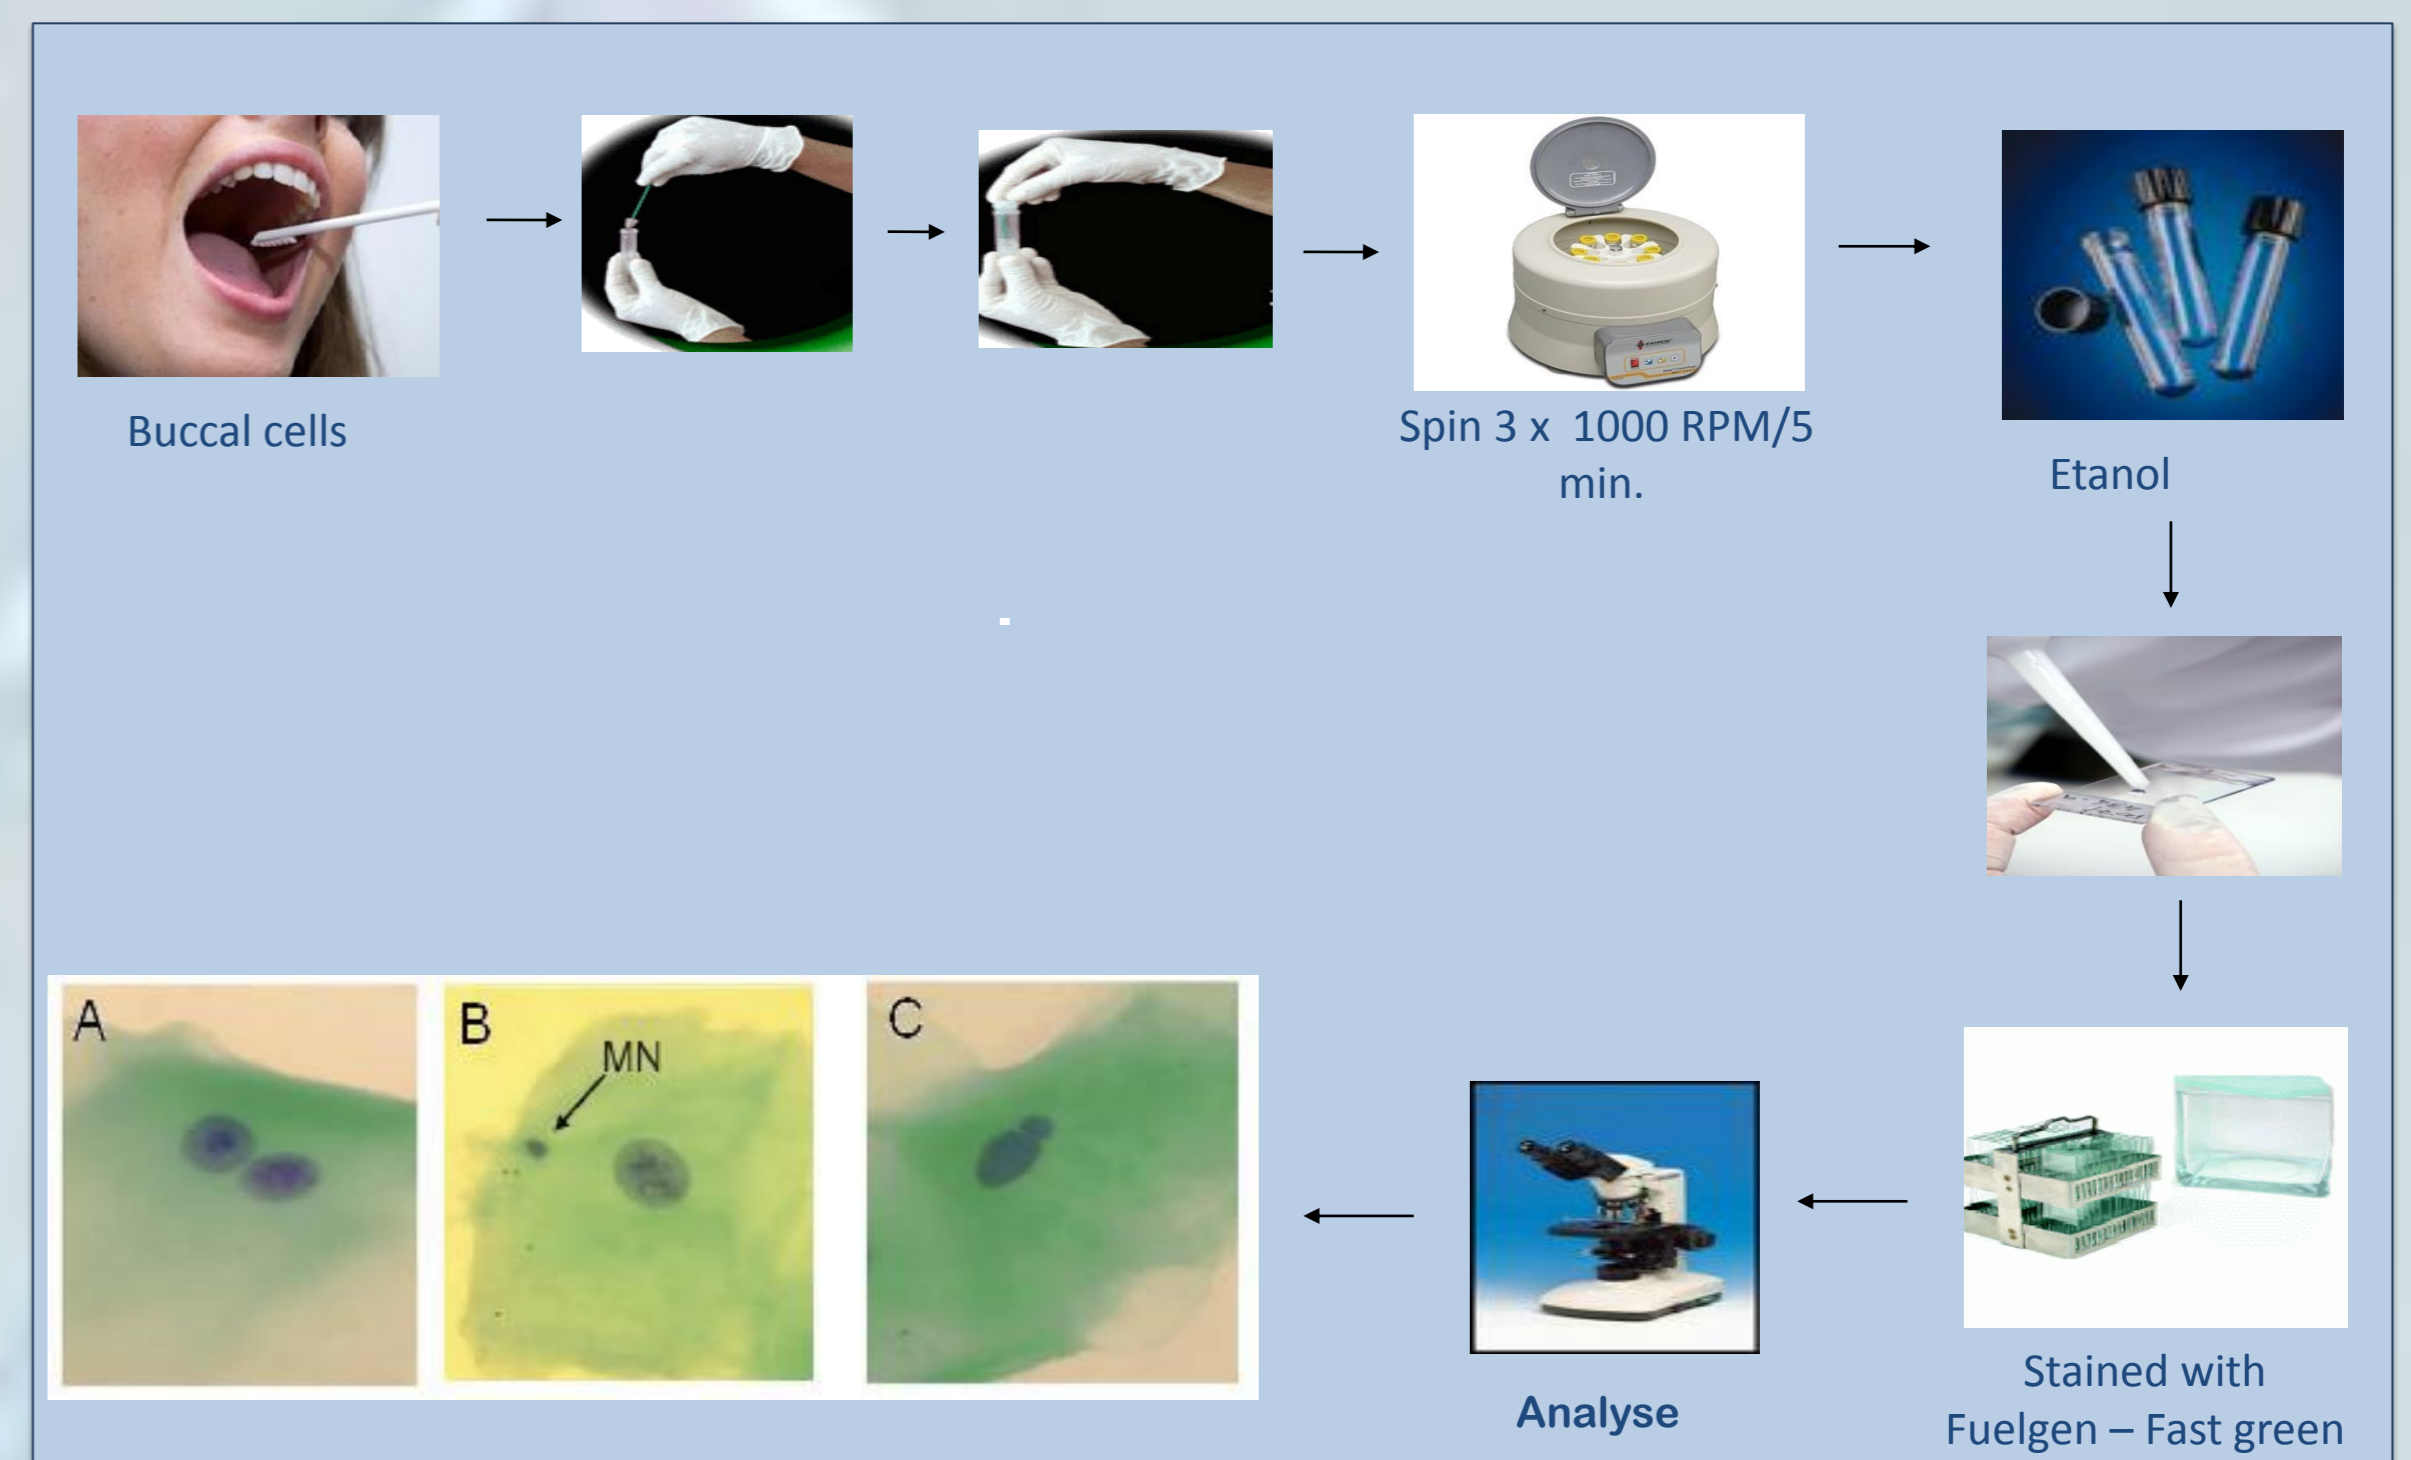 Buccal cells
Spin 3 x 1000 RPM/5
min.
Etanol
A
B
MN
C
Analyse
Stained with
Fuelgen – Fast green